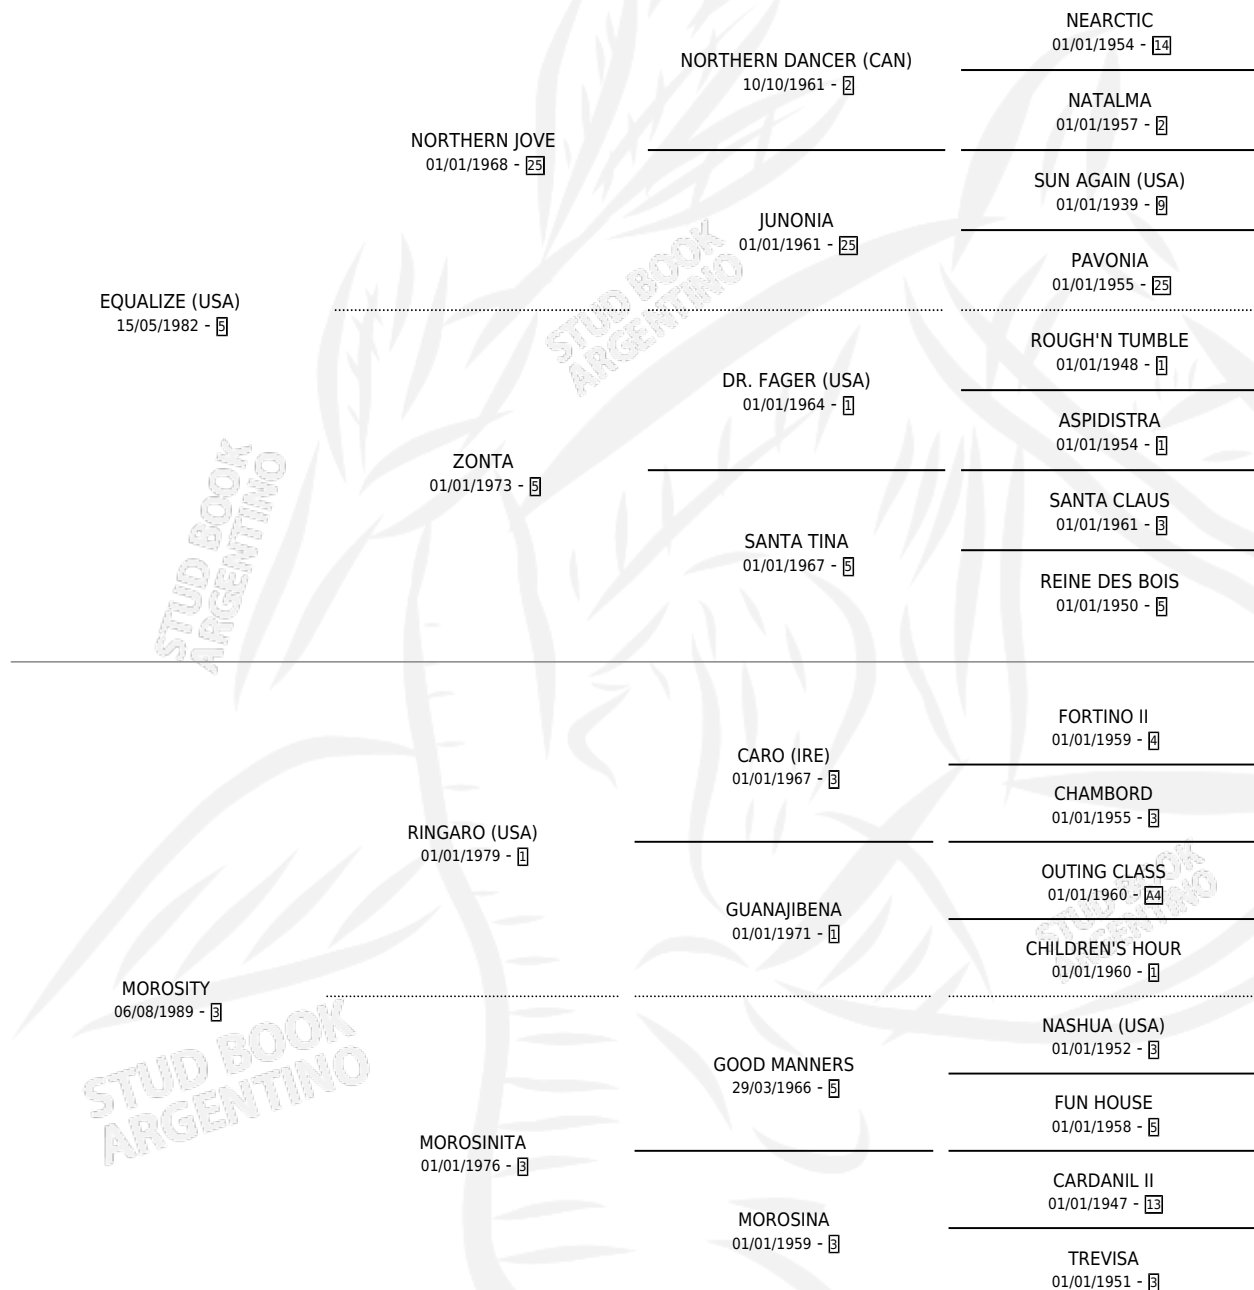 NEARCTIC
01/01/1954 - 14
NORTHERN DANCER (CAN)
10/10/1961 - 2
NATALMA
01/01/1957 - 2
NORTHERN JOVE
01/01/1968 - 25
SUN AGAIN (USA)
01/01/1939 - 9
JUNONIA
01/01/1961 - 25
PAVONIA
01/01/1955 - 25
STUD BOOK
ARGENTINO
EQUALIZE (USA)
15/05/1982 - 5
ROUGH'N TUMBLE
01/01/1948 - 1
DR. FAGER (USA)
01/01/1964 - 1
ASPIDISTRA
01/01/1954 - 1
ZONTA
01/01/1973 - 5
SANTA CLAUS
01/01/1961 - 3
SANTA TINA
01/01/1967 - 5
REINE DES BOIS
01/01/1950 - 5
STUD BOOK
ARGENTINO
FORTINO II
01/01/1959 - 4
CARO (IRE)
01/01/1967 - 3
CHAMBORD
01/01/1955 - 3
RINGARO (USA)
01/01/1979 - 1
OUTING CLASS
01/01/1960 - A4
GUANAJIBENA
01/01/1971 - 1
STUD BOOK
ARGENTINO
CHILDREN'S HOUR
01/01/1960 - 1
MOROSITY
06/08/1989 - 3
NASHUA (USA)
01/01/1952 - 3
GOOD MANNERS
29/03/1966 - 5
STUD BOOK
ARGENTINO
FUN HOUSE
01/01/1958 - 5
MOROSINITA
01/01/1976 - 3
CARDANIL II
01/01/1947 - 13
MOROSINA
01/01/1959 - 3
TREVISA
01/01/1951 - 3